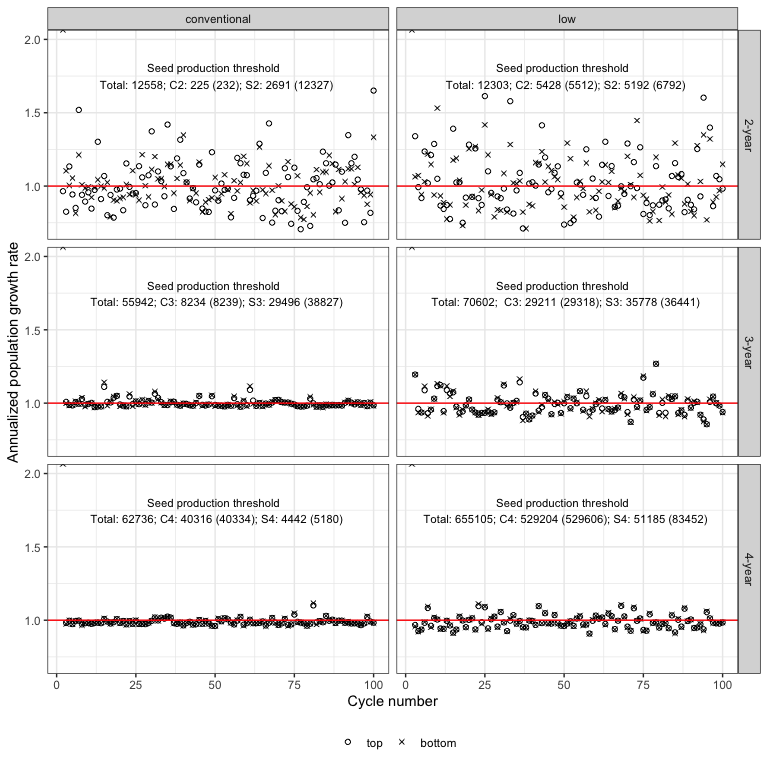 conventional
low
2.0
Seed production threshold
Total: 12558; C2: 225 (232); S2: 2691 (12327)
Seed production threshold
Total: 12303; C2: 5428 (5512); S2: 5192 (6792)
1.5
1.0
2-year
2.0
Seed production threshold
Total: 55942; C3: 8234 (8239); S3: 29496 (38827)
Seed production threshold
Total: 70602;  C3: 29211 (29318); S3: 35778 (36441)
1.5
1.0
3-year
Annualized population growth rate
2.0
Seed production threshold
Total: 62736; C4: 40316 (40334); S4: 4442 (5180)
Seed production threshold
Total: 655105; C4: 529204 (529606); S4: 51185 (83452)
1.5
1.0
4-year
0 25 50 75 100 0 25 50 75 100
Cycle number
top bottom